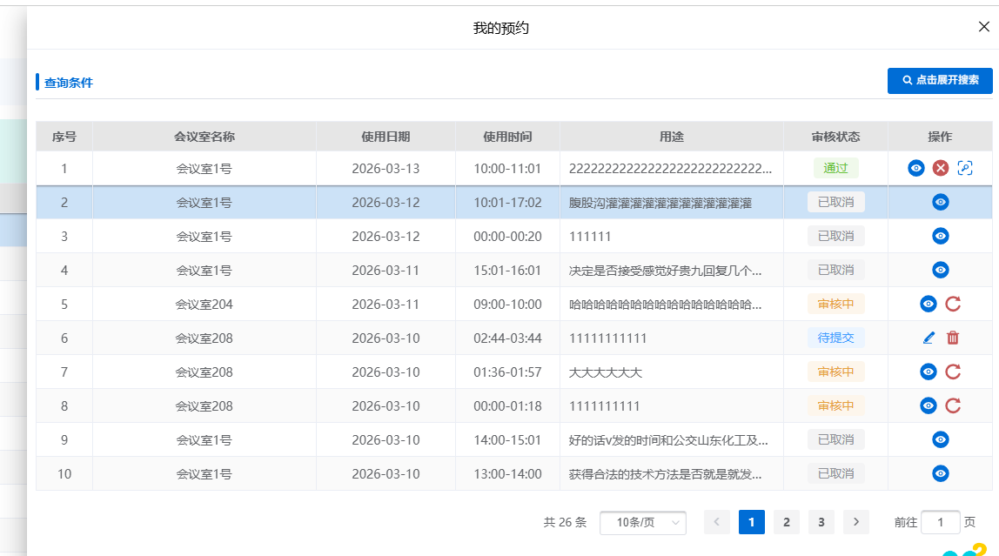 我的预约
查询条件
点击展开搜索
序号 会议室名称 使用日期 使用时间 用途 审核状态 操作
1 会议室1号 2026-03-13 10:00-11:01 2222222222222222222222222222... 通过
2 会议室1号 2026-03-12 10:01-17:02 腹股沟灌灌灌灌灌灌灌灌灌灌灌灌 已取消
3 会议室1号 2026-03-12 00:00-00:20 111111 已取消
4 会议室1号 2026-03-11 15:01-16:01 决定是否接受感觉好贵九回复几个... 已取消
5 会议室204 2026-03-11 09:00-10:00 哈哈哈哈哈哈哈哈哈哈哈哈哈哈哈... 审核中
6 会议室208 2026-03-10 02:44-03:44 11111111111 待提交
7 会议室208 2026-03-10 01:36-01:57 大大大大大大 审核中
8 会议室208 2026-03-10 00:00-01:18 1111111111 审核中
9 会议室1号 2026-03-10 14:00-15:01 好的话v发的时间和公交山东化工及... 已取消
10 会议室1号 2026-03-10 13:00-14:00 获得合法的技术方法是否就是就发... 已取消
共 26 条 10条/页 1 2 3 前往 1 页